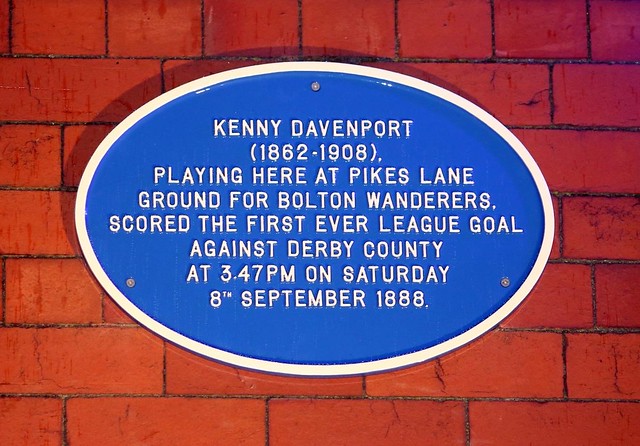 KENNY DAVENPORT
(1862-1908),
PLAYING HERE AT PIKES LANE
GROUND FOR BOLTON WANDERERS,
SCORED THE FIRST EVER LEAGUE GOAL
AGAINST DERBY COUNTY
AT 3.47PM ON SATURDAY
8TH SEPTEMBER 1888.